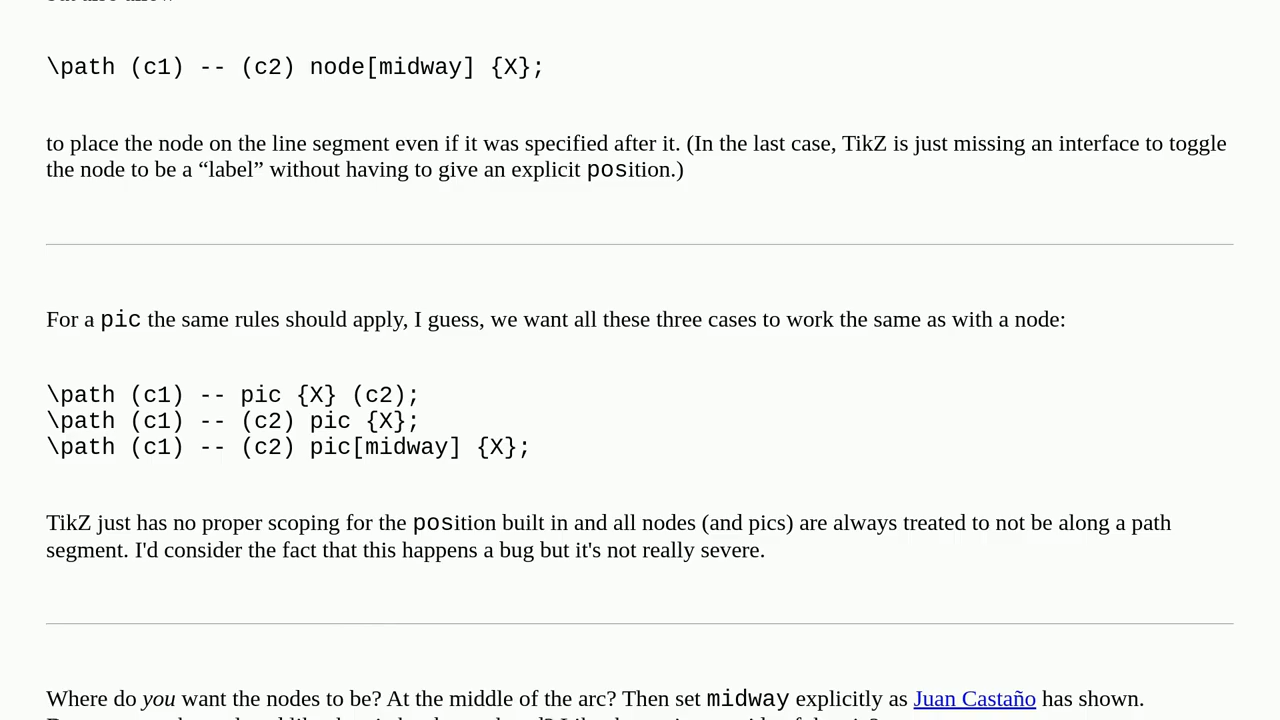 \path (c1) -- (c2) node[midway] {X};
to place the node on the line segment even if it was specified after it. (In the last case, TikZ is just missing an interface to toggle
the node to be a “label” without having to give an explicit position.)
For a pic the same rules should apply, I guess, we want all these three cases to work the same as with a node:
\path (c1) -- pic {X} (c2);
\path (c1) -- (c2) pic {X};
\path (c1) -- (c2) pic[midway] {X};
TikZ just has no proper scoping for the position built in and all nodes (and pics) are always treated to not be along a path
segment. I'd consider the fact that this happens a bug but it's not really severe.
Where do you want the nodes to be? At the middle of the arc? Then set midway explicitly as Juan Castaño has shown.